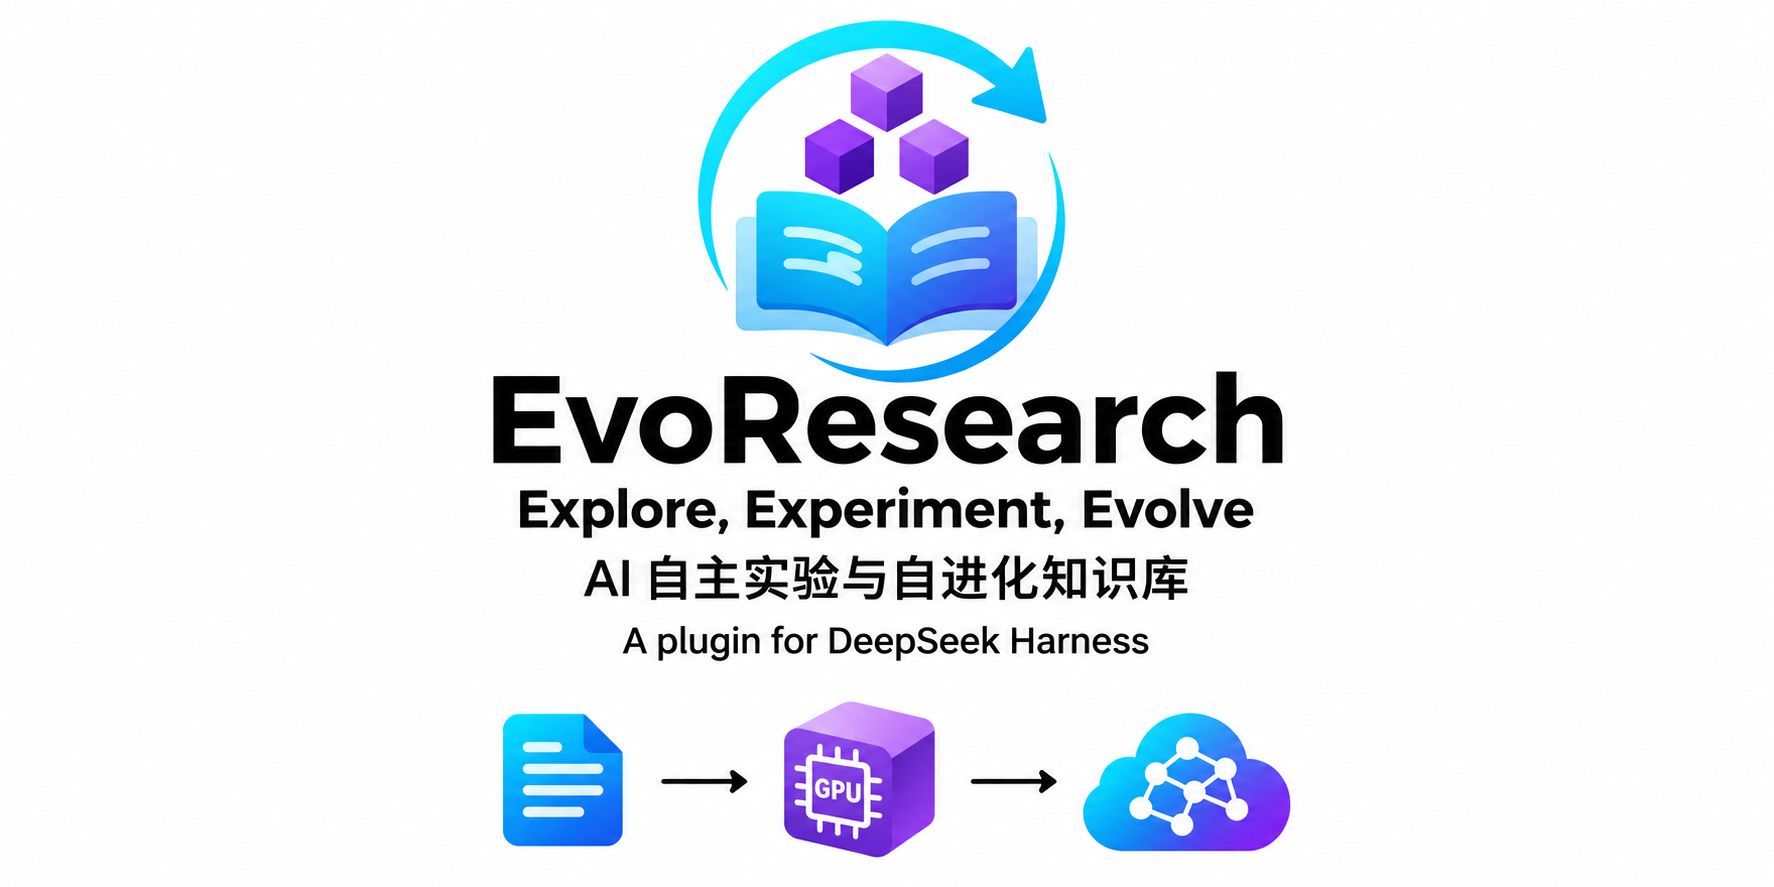 EvoResearch
Explore, Experiment, Evolve
AI 自主实验与自进化知识库
A plugin for DeepSeek Harness
GPU